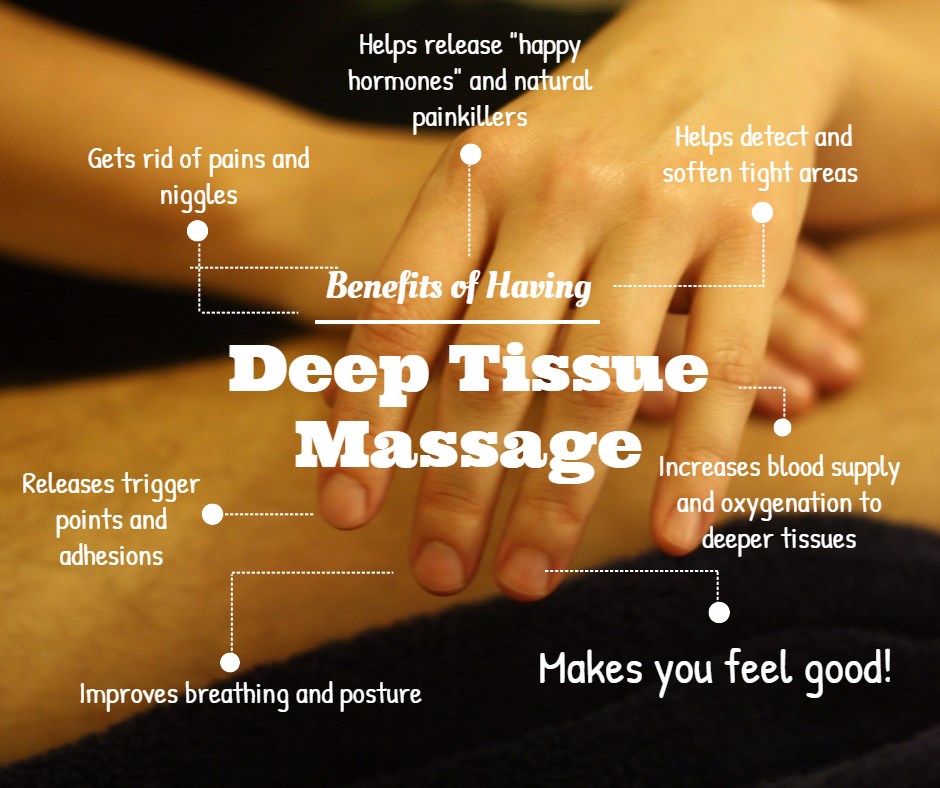 Helps release "happy
hormones" and natural
painkillers
Gets rid of pains and
niggles
Helps detect and
soften tight areas
Benefits of Having
Deep Tissue
Massage
Releases trigger
points and
adhesions
Increases blood supply
and oxygenation to
deeper tissues
Improves breathing and posture
Makes you feel good!